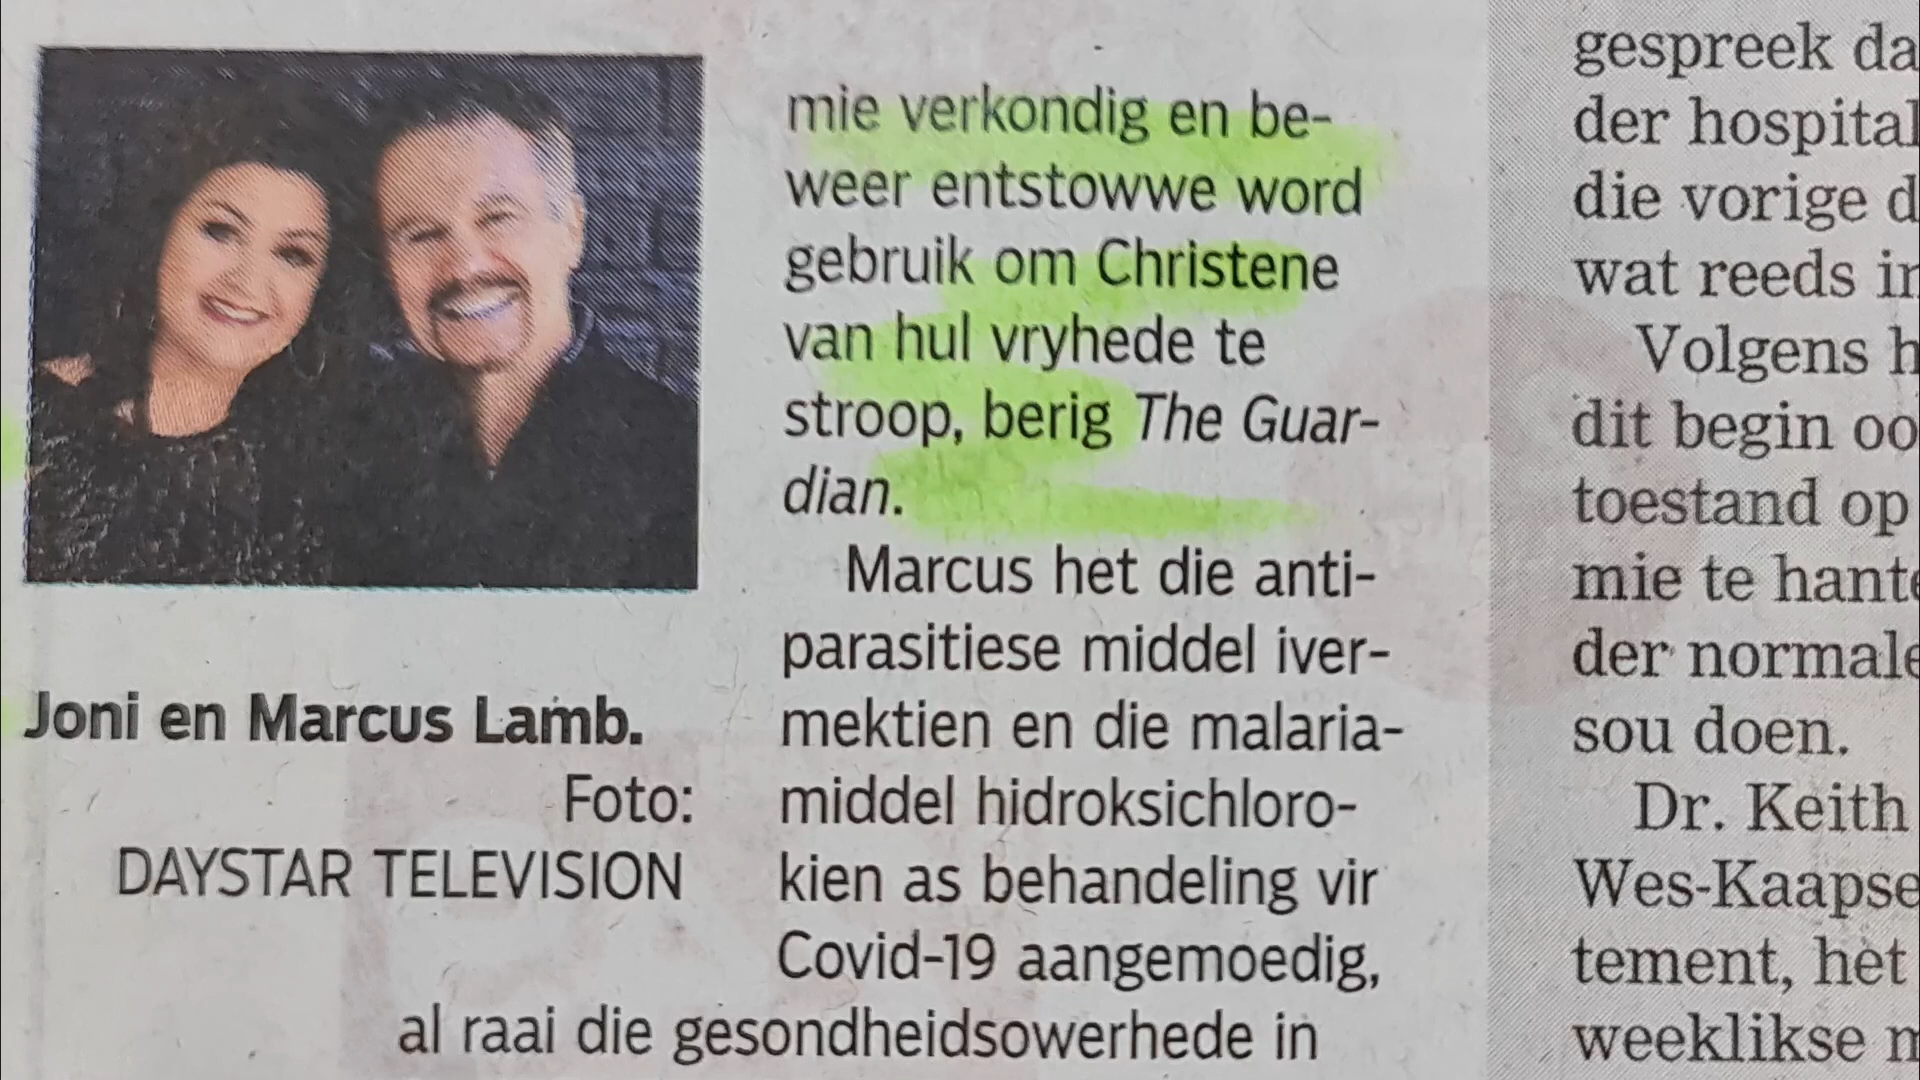 Joni en Marcus Lamb.
Foto:
DAYSTAR TELEVISION
mie verkondig en be-
weer entstowwe word
gebruik om Christene
van hul vryhede te
stroop, berig The Guar-
dian.
Marcus het die anti-
parasitiese middel iver-
mektien en die malaria-
middel hidroksichloro-
kien as behandeling vir
Covid-19 aangemoedig,
al raai die gesondheidsowerhede in
gespreek da
der hospital
die vorige d
wat reeds in
Volgens h
dit begin oo
toestand op
mie te hante
der normale
sou doen.
Dr. Keith
Wes-Kaapse
tement, het
weeklikse m